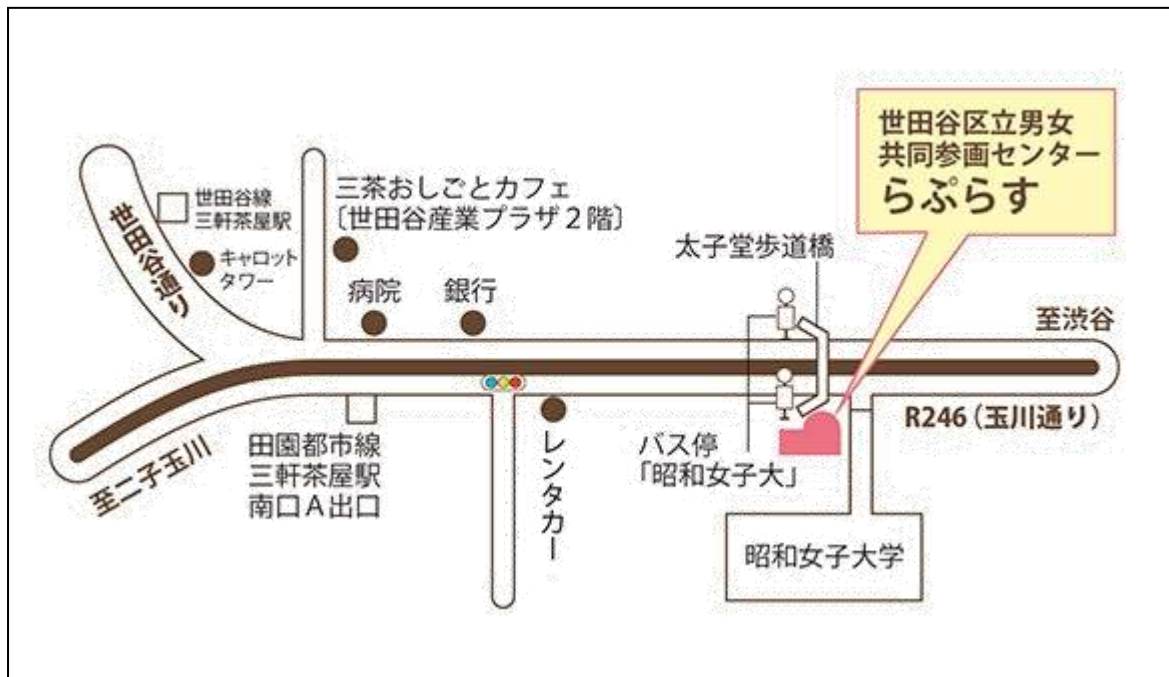 世田谷区立男女
共同参画センター
らぷらす
三茶おしごとカフェ
〔世田谷産業プラザ2階〕
世田谷線
三軒茶屋駅
世田谷通り
キャロット
タワー
太子堂歩道橋
病院
銀行
至渋谷
R246(玉川通り)
至二子玉川
田園都市線
三軒茶屋駅
南口A出口
レンタカー
バス停
「昭和女子大」
昭和女子大学